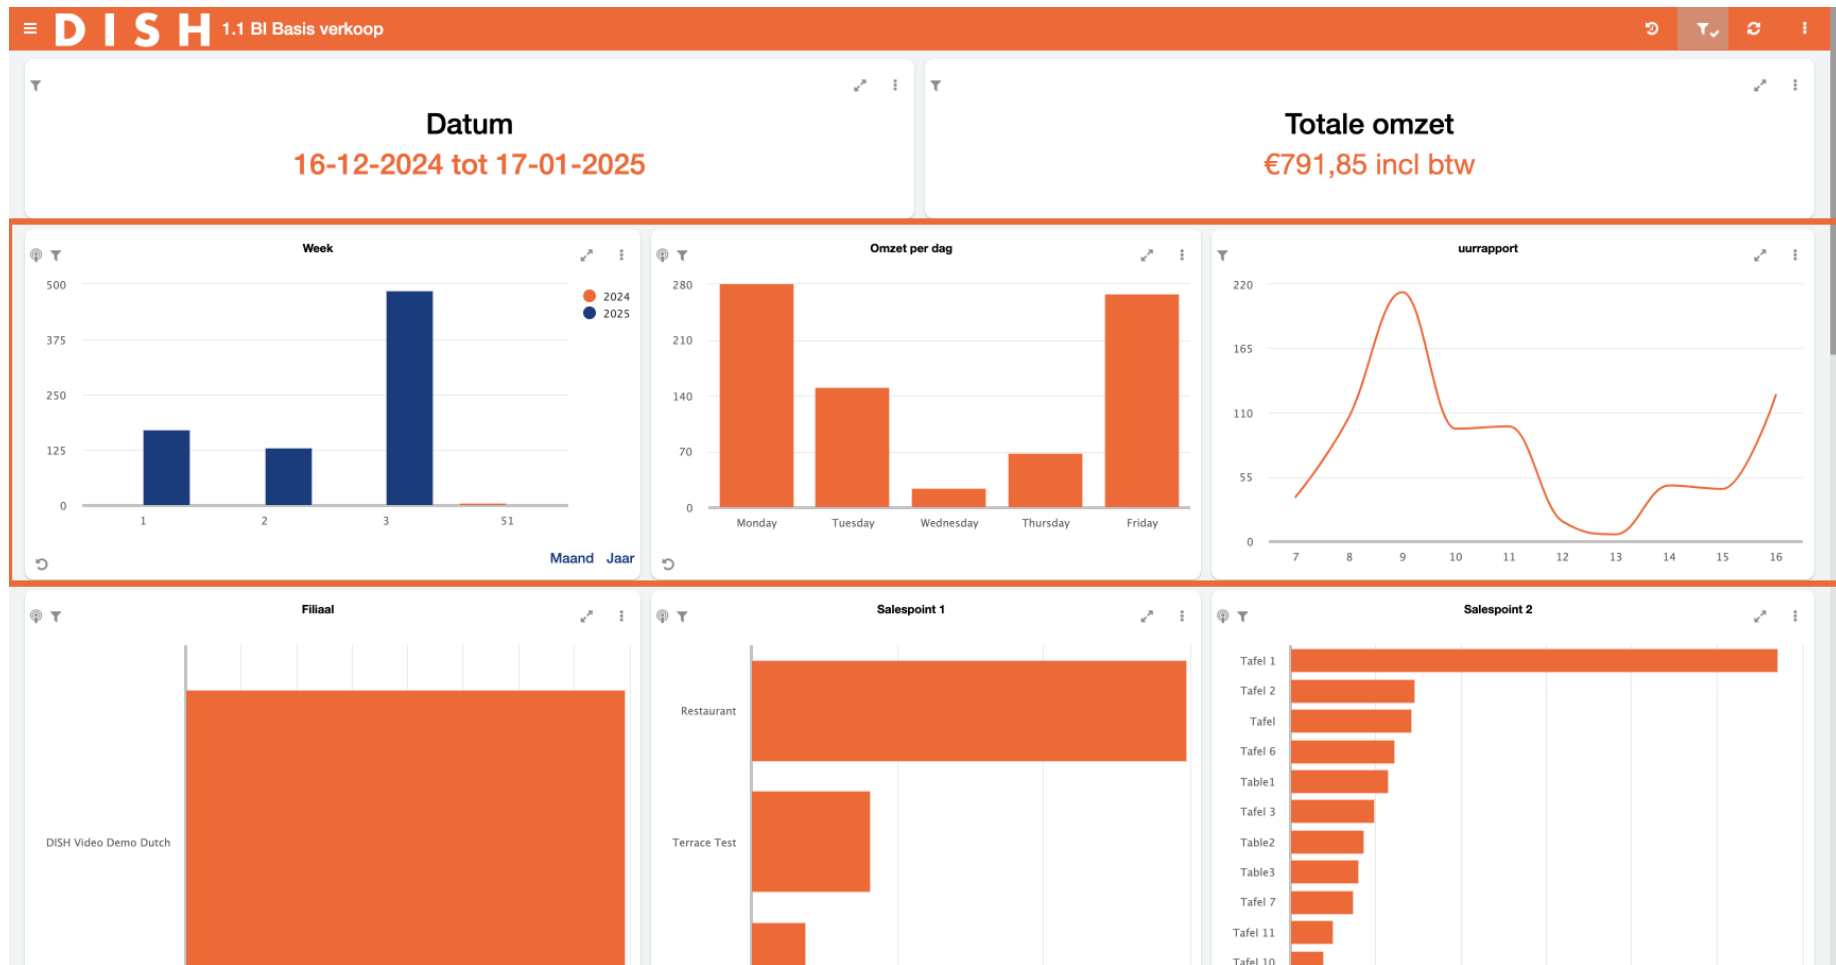 DISH 1.1 BI Basis verkoop
Datum
16-12-2024 tot 17-01-2025
Totale omzet
€791,85 incl btw
Week
500
375
250
125
0
1 2 3 51
2024
2025
Maand Jaar
Omzet per dag
280
210
140
70
0
Monday Tuesday Wednesday Thursday Friday
uurrapport
220
165
110
55
0
7 8 9 10 11 12 13 14 15 16
Filiaal
DISH Video Demo Dutch
Salespoint 1
Restaurant
Terrace Test
Salespoint 2
Tafel 1
Tafel 2
Tafel
Tafel 6
Table1
Tafel 3
Table2
Table3
Tafel 7
Tafel 11
Tafel 10